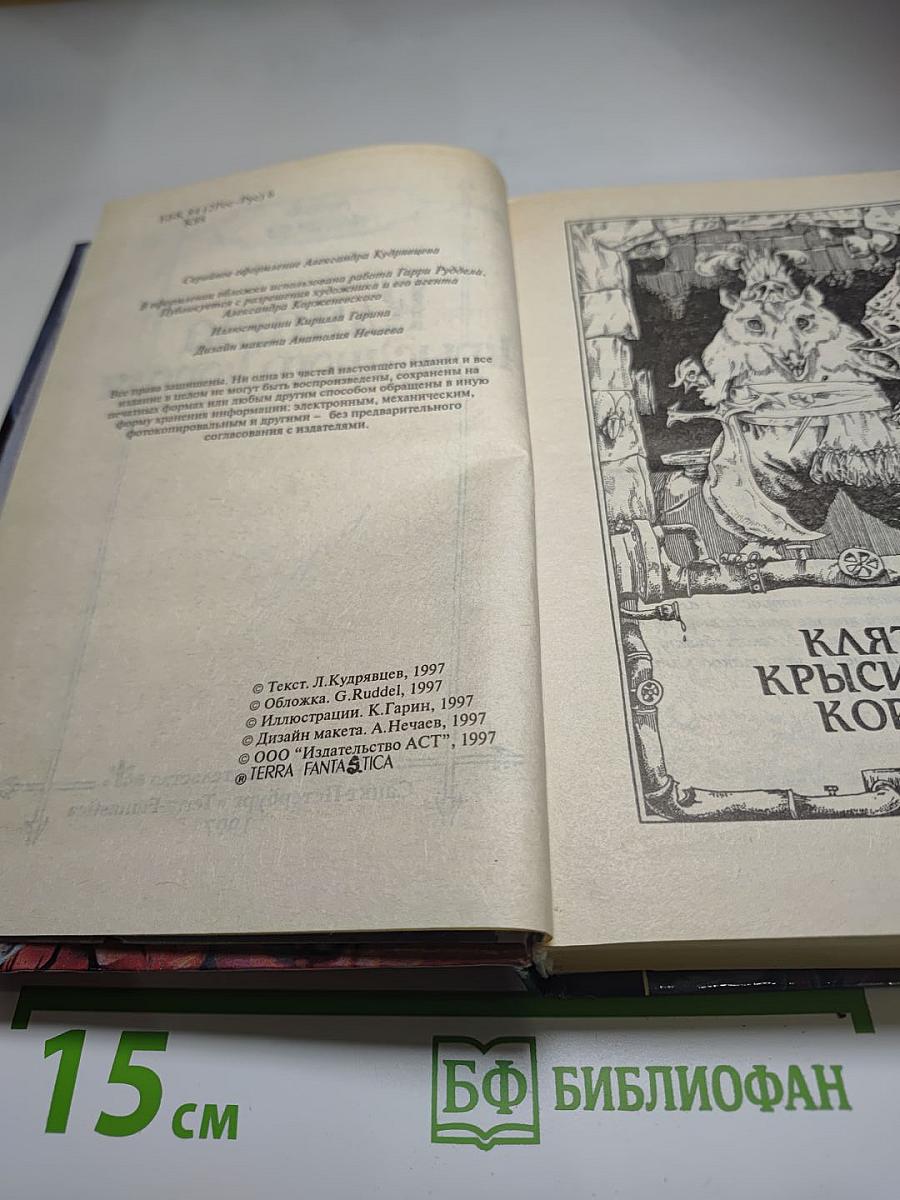 Серийное оформление Александра Кудрявцева
В оформлении обложки использована работа Гарри Руддела.
Публикуется с разрешения художника и его агента
Александра Корженевского
Иллюстрации Кирилла Гарина
Дизайн макета Анатолия Нечаева
Все права защищены. Ни одна из частей настоящего издания и все
издание в целом не могут быть воспроизведены, сохранены на
печатных формах или любым другим способом обращены в иную
форму хранения информации: электронным, механическим,
фотокопировальным и другими – без предварительного
согласования с издателями.
© Текст. Л.Кудрявцев, 1997
© Обложка. G.Ruddel, 1997
© Иллюстрации. К.Гарин, 1997
© Дизайн макета. А.Нечаев, 1997
© ООО "Издательство АСТ", 1997
® TERRA FANTASTICA
КЛЯТ
КРЫСИ
КОР
15 см
БФ БИБЛИОФАН